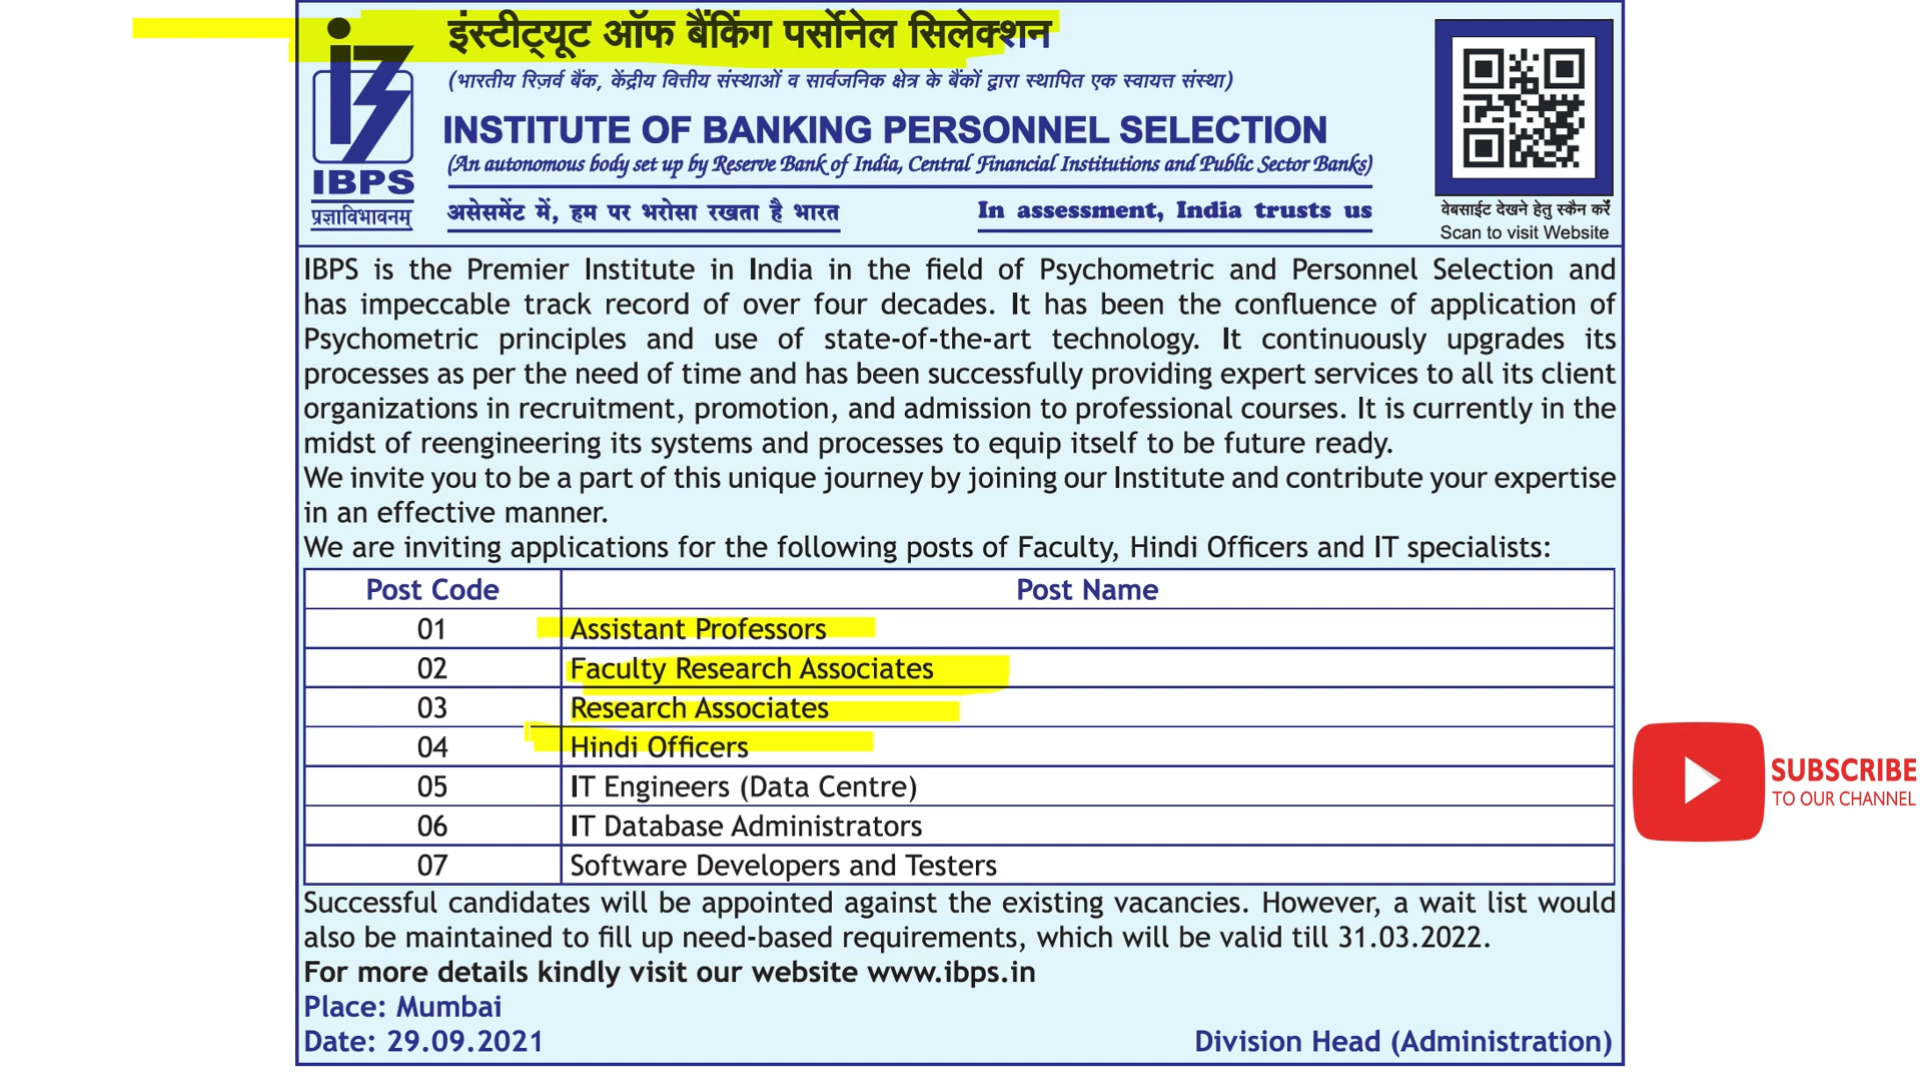 इंस्टीट्यूट ऑफ बैंकिंग पर्सोनेल सिलेक्शन
(भारतीय रिज़र्व बैंक, केंद्रीय वित्तीय संस्थाओं व सार्वजनिक क्षेत्र के बैंकों द्वारा स्थापित एक स्वायत्त संस्था)
INSTITUTE OF BANKING PERSONNEL SELECTION
(An autonomous body set up by Reserve Bank of India, Central Financial Institutions and Public Sector Banks)
IBPS
प्रज्ञाविभावनम्
असेसमेंट में, हम पर भरोसा रखता है भारत In assessment, India trusts us
वेबसाईट देखने हेतु स्कैन करें
Scan to visit Website
IBPS is the Premier Institute in India in the field of Psychometric and Personnel Selection and
has impeccable track record of over four decades. It has been the confluence of application of
Psychometric principles and use of state-of-the-art technology. It continuously upgrades its
processes as per the need of time and has been successfully providing expert services to all its client
organizations in recruitment, promotion, and admission to professional courses. It is currently in the
midst of reengineering its systems and processes to equip itself to be future ready.
We invite you to be a part of this unique journey by joining our Institute and contribute your expertise
in an effective manner.
We are inviting applications for the following posts of Faculty, Hindi Officers and IT specialists:
Post Code Post Name
01 Assistant Professors
02 Faculty Research Associates
03 Research Associates
04 Hindi Officers
05 IT Engineers (Data Centre)
06 IT Database Administrators
07 Software Developers and Testers
Successful candidates will be appointed against the existing vacancies. However, a wait list would
also be maintained to fill up need-based requirements, which will be valid till 31.03.2022.
For more details kindly visit our website www.ibps.in
Place: Mumbai
Date: 29.09.2021 Division Head (Administration)
SUBSCRIBE
TO OUR CHANNEL